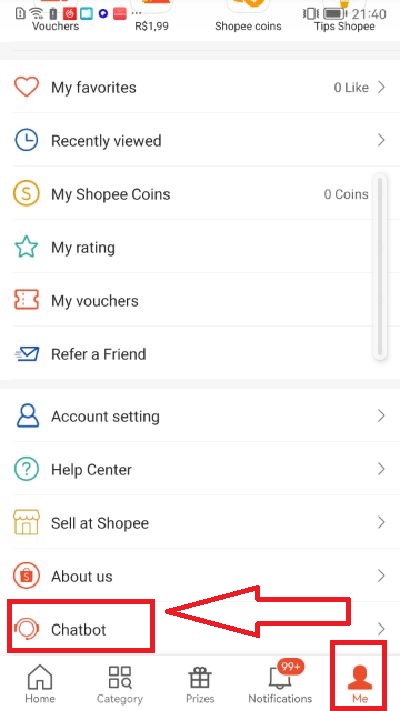 21:40
Vouchers R$1,99 Shopee coins Tips Shopee
My favorites 0 Like
Recently viewed
My Shopee Coins 0 Coins
My rating
My vouchers
Refer a Friend
Account setting
Help Center
Sell at Shopee
About us
Chatbot
99+
Home Category Prizes Notifications Me